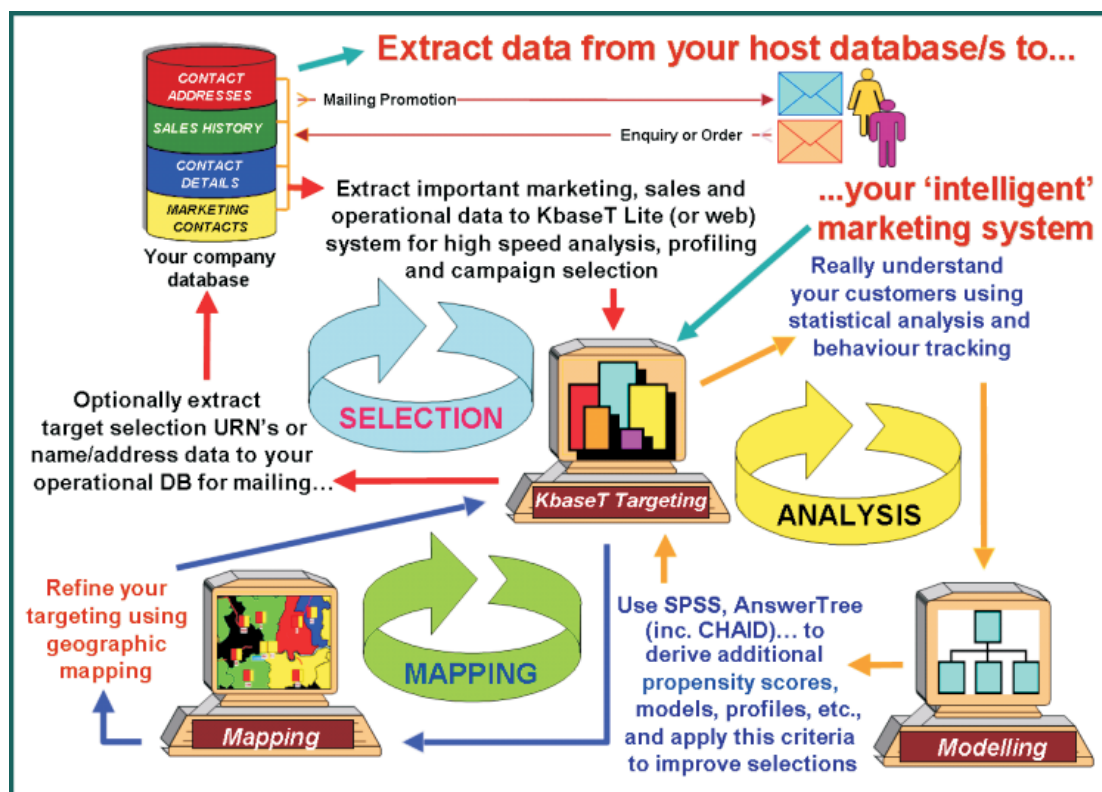 Extract data from your host database/s to...
CONTACT
ADDRESSES
SALES HISTORY
CONTACT
DETAILS
MARKETING
CONTACTS
Your company
database
Mailing Promotion
Enquiry or Order
Extract important marketing, sales and
operational data to KbaseT Lite (or web)
system for high speed analysis, profiling
and campaign selection
...your ‘intelligent’
marketing system
Really understand
your customers using
statistical analysis and
behaviour tracking
SELECTION
Optionally extract
target selection URN's or
name/address data to your
operational DB for mailing...
KbaseT Targeting
ANALYSIS
Refine your
targeting using
geographic
mapping
Mapping
MAPPING
Use SPSS, AnswerTree
(inc. CHAID)... to
derive additional
propensity scores,
models, profiles, etc.,
and apply this criteria
to improve selections
Modelling